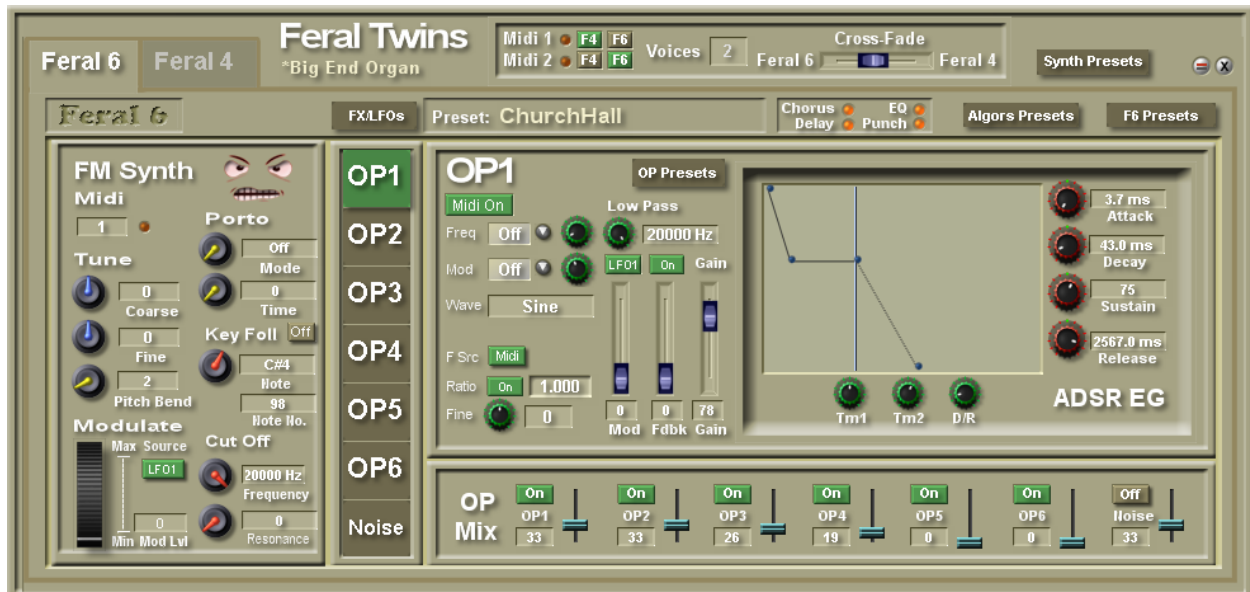 Feral 6
Feral 4
Feral Twins
*Big End Organ
Midi 1 F4 F6
Midi 2 F4 F6
Voices 2
Cross-Fade
Feral 6 Feral 4
Synth Presets
X
Feral 6
FX/LFOs
Preset: ChurchHall
Chorus EQ
Delay Punch
Algors Presets
F6 Presets
FM Synth
Midi
1
Porto
Off
Mode
0
Time
Tune
0
Coarse
0
Fine
2
Pitch Bend
Key Foll Off
C#4
Note
98
Note No.
Modulate
Max Source
LFO1
0
Min Mod Lvl
Cut Off
20000 Hz
Frequency
0
Resonance
OP1
OP2
OP3
OP4
OP5
OP6
Noise
OP1
OP Presets
Midi On
Low Pass
Freq Off
20000 Hz
Mod Off
LFO1 On Gain
Wave Sine
F Src Midi
Ratio On 1.000
Fine 0
0 0 78
Mod Fdbk Gain
3.7 ms
Attack
43.0 ms
Decay
75
Sustain
2567.0 ms
Release
Tm1 Tm2 D/R
ADSR EG
OP
Mix
On On On On On On Off
OP1 OP2 OP3 OP4 OP5 OP6 Noise
33 33 26 19 0 0 33